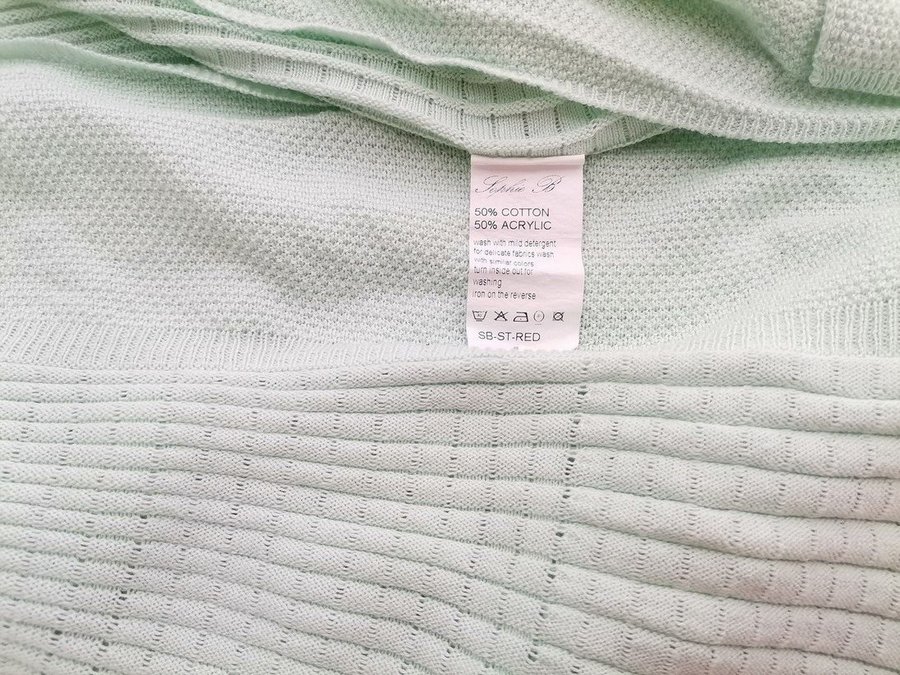 Sophie B
50% COTTON
50% ACRYLIC
wash with mild detergent
for delicate fabrics wash
with similar colors
turn inside out for
washing
iron on the reverse
SB-ST-RED